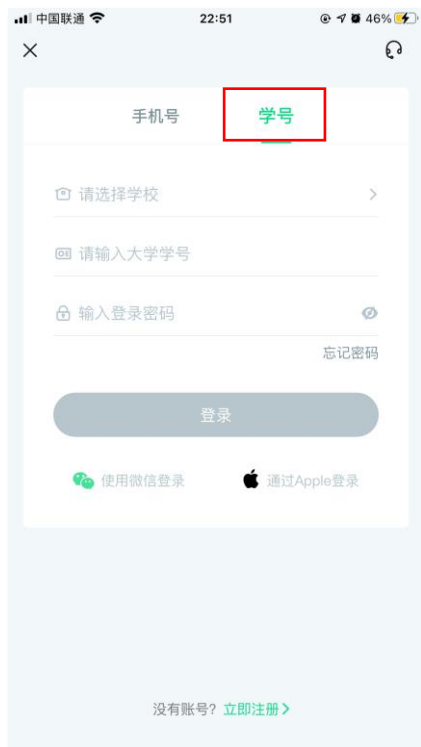 中国联通 22:51 46%
手机号 学号
请选择学校
请输入大学学号
输入登录密码
忘记密码
登录
使用微信登录 通过Apple登录
没有账号? 立即注册